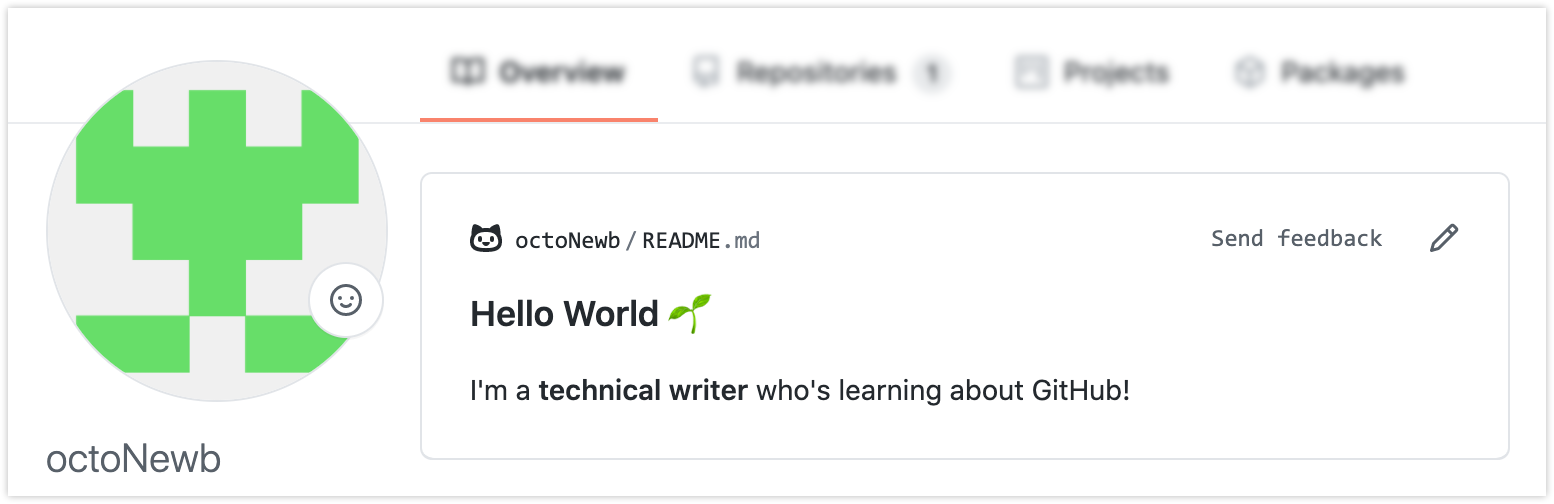 Overview Repositories 1 Projects Packages
octoNewb/README.md Send feedback
Hello World 🌱
I'm a technical writer who's learning about GitHub!
octoNewb